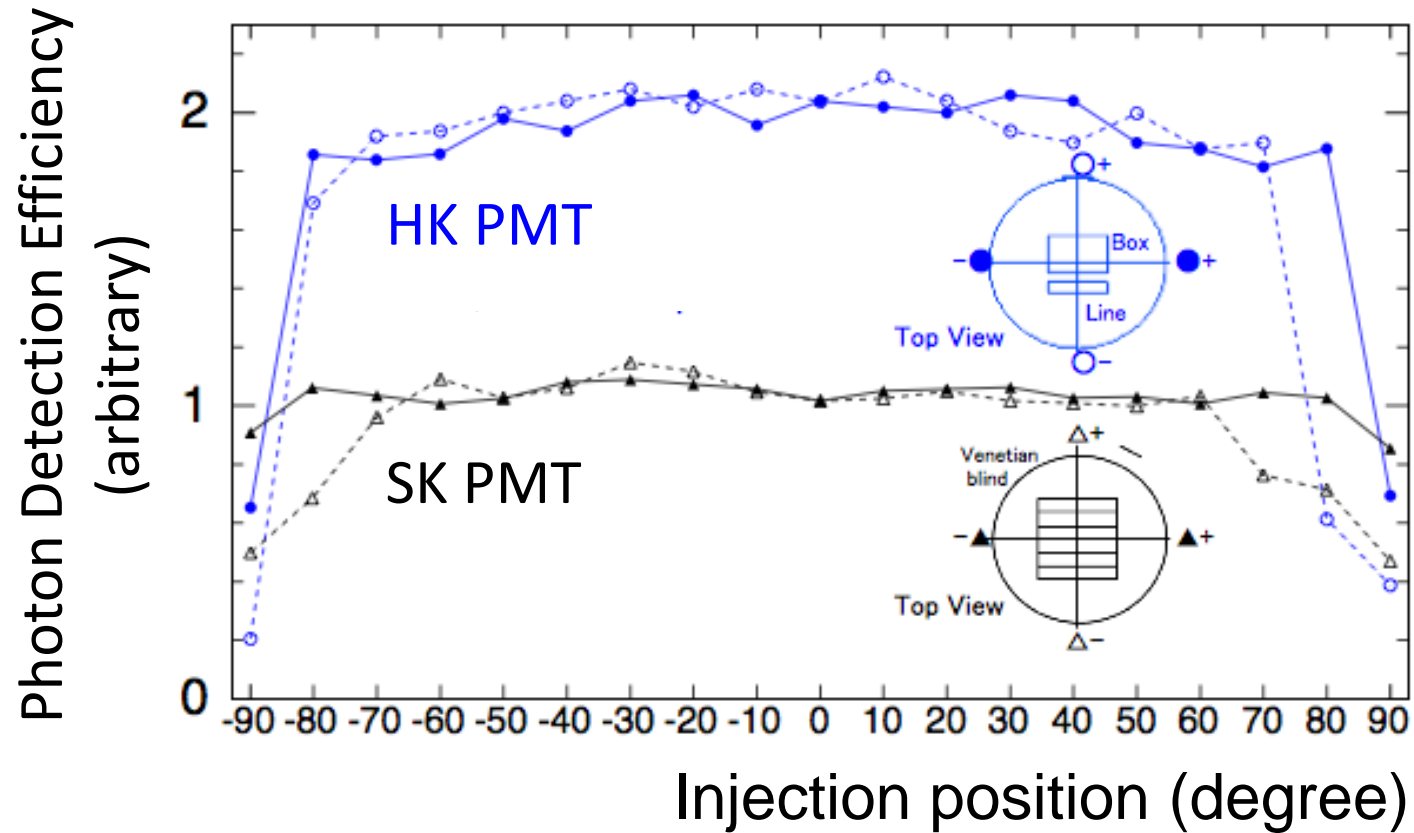 Photon Detection Efficiency
(arbitrary)
2
1
0
HK PMT
+
Box
-
+
Line
Top View
-
SK PMT
+
Venetian
blind
-
+
Top View
-
-90 -80 -70 -60 -50 -40 -30 -20 -10 0 10 20 30 40 50 60 70 80 90
Injection position (degree)